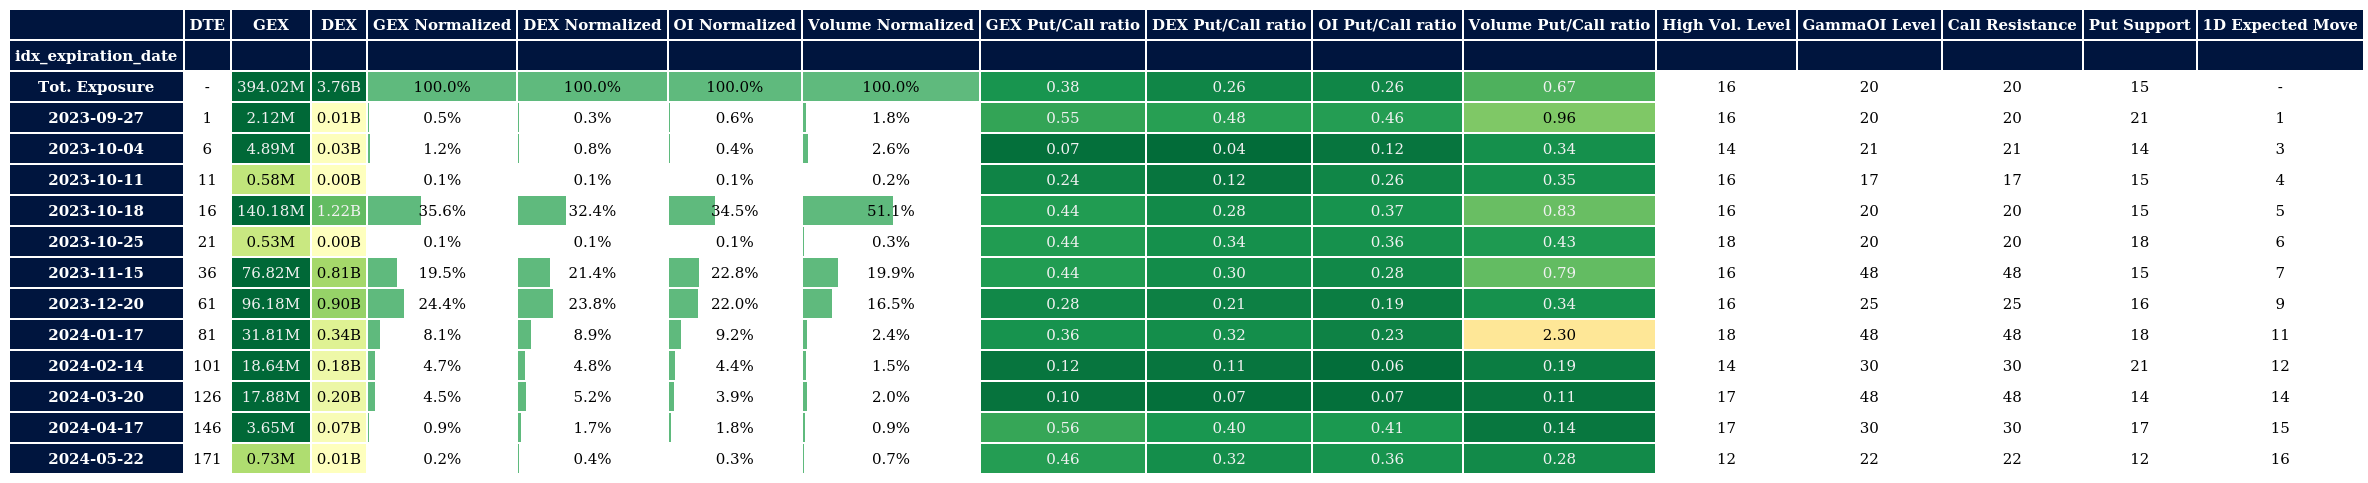 DTE GEX DEX GEX Normalized DEX Normalized OI Normalized Volume Normalized GEX Put/Call ratio DEX Put/Call ratio OI Put/Call ratio Volume Put/Call ratio High Vol. Level GammaOI Level Call Resistance Put Support 1D Expected Move
idx_expiration_date
Tot. Exposure - 394.02M 3.76B 100.0% 100.0% 100.0% 100.0% 0.38 0.26 0.26 0.67 16 20 20 15 -
2023-09-27 1 2.12M 0.01B 0.5% 0.3% 0.6% 1.8% 0.55 0.48 0.46 0.96 16 20 20 21 1
2023-10-04 6 4.89M 0.03B 1.2% 0.8% 0.4% 2.6% 0.07 0.04 0.12 0.34 14 21 21 14 3
2023-10-11 11 0.58M 0.00B 0.1% 0.1% 0.1% 0.2% 0.24 0.12 0.26 0.35 16 17 17 15 4
2023-10-18 16 140.18M 1.22B 35.6% 32.4% 34.5% 51.1% 0.44 0.28 0.37 0.83 16 20 20 15 5
2023-10-25 21 0.53M 0.00B 0.1% 0.1% 0.1% 0.3% 0.44 0.34 0.36 0.43 18 20 20 18 6
2023-11-15 36 76.82M 0.81B 19.5% 21.4% 22.8% 19.9% 0.44 0.30 0.28 0.79 16 48 48 15 7
2023-12-20 61 96.18M 0.90B 24.4% 23.8% 22.0% 16.5% 0.28 0.21 0.19 0.34 16 25 25 16 9
2024-01-17 81 31.81M 0.34B 8.1% 8.9% 9.2% 2.4% 0.36 0.32 0.23 2.30 18 48 48 18 11
2024-02-14 101 18.64M 0.18B 4.7% 4.8% 4.4% 1.5% 0.12 0.11 0.06 0.19 14 30 30 21 12
2024-03-20 126 17.88M 0.20B 4.5% 5.2% 3.9% 2.0% 0.10 0.07 0.07 0.11 17 48 48 14 14
2024-04-17 146 3.65M 0.07B 0.9% 1.7% 1.8% 0.9% 0.56 0.40 0.41 0.14 17 30 30 17 15
2024-05-22 171 0.73M 0.01B 0.2% 0.4% 0.3% 0.7% 0.46 0.32 0.36 0.28 12 22 22 12 16